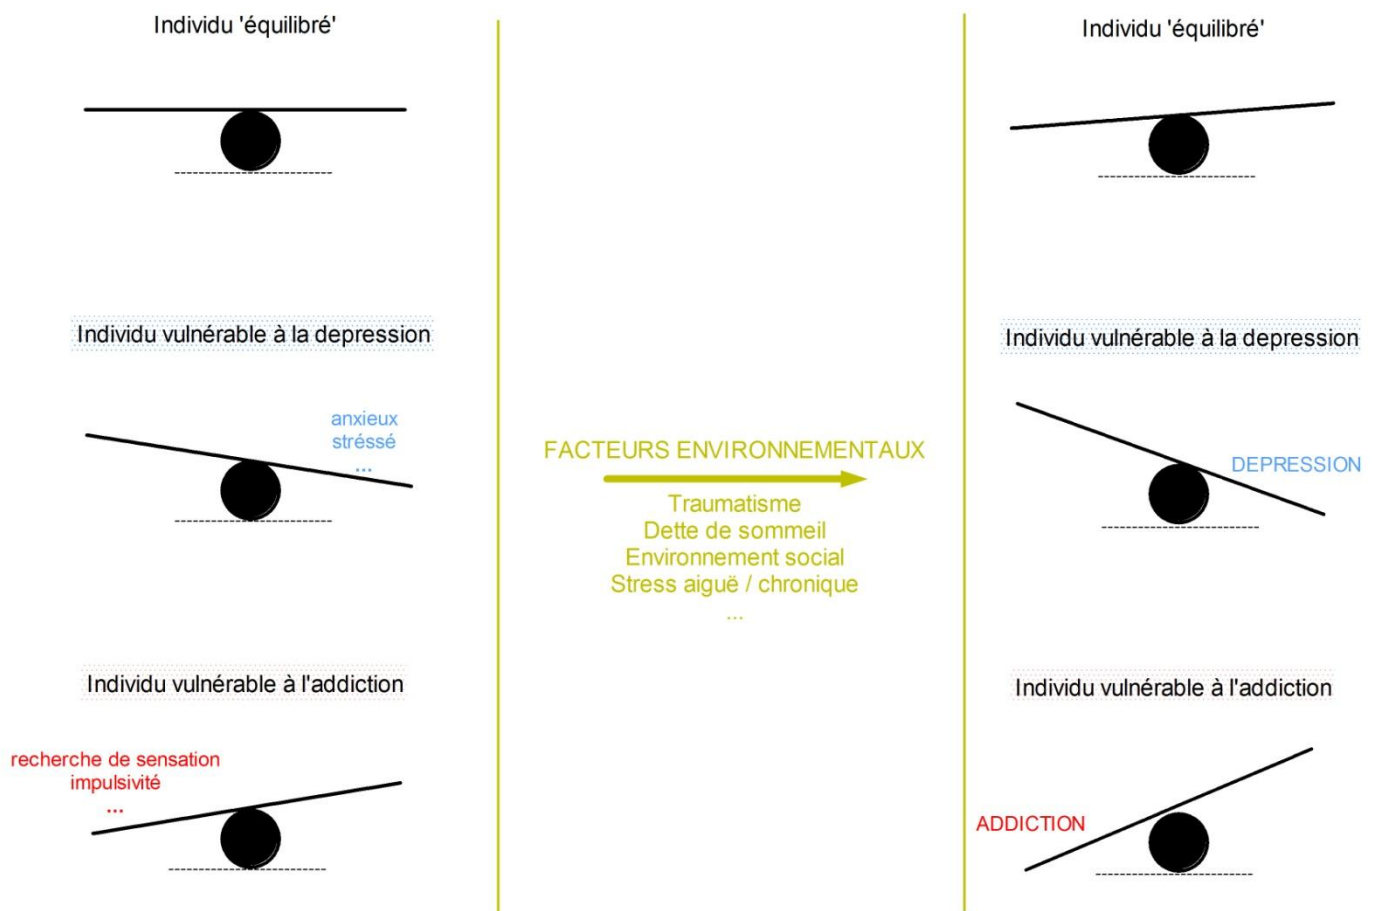 Individu 'équilibré'
Individu vulnérable à la depression
anxieux
stréssé
...
Individu vulnérable à l'addiction
recherche de sensation
impulsivité
...
FACTEURS ENVIRONNEMENTAUX
Traumatisme
Dette de sommeil
Environnement social
Stress aiguë / chronique
...
Individu 'équilibré'
Individu vulnérable à la depression
DEPRESSION
Individu vulnérable à l'addiction
ADDICTION